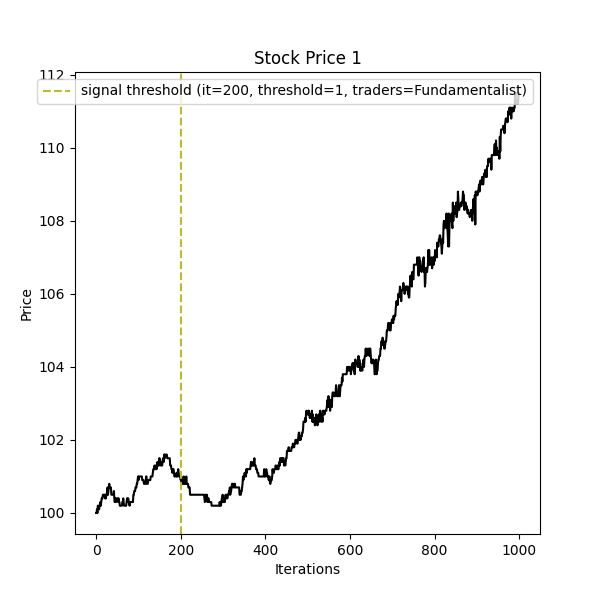 Stock Price 1
signal threshold (it=200, threshold=1, traders=Fundamentalist)
112
110
108
106
104
102
100
Price
0 200 400 600 800 1000
Iterations